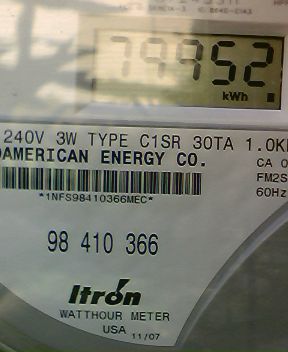 79952
kWh
240V 3W TYPE C1SR 30TA 1.0K
AMERICAN ENERGY CO.
CA 0
FM2S
60Hz
*1NFS98410366MEC*
98 410 366
Itron
WATTHOUR METER
USA 11/07